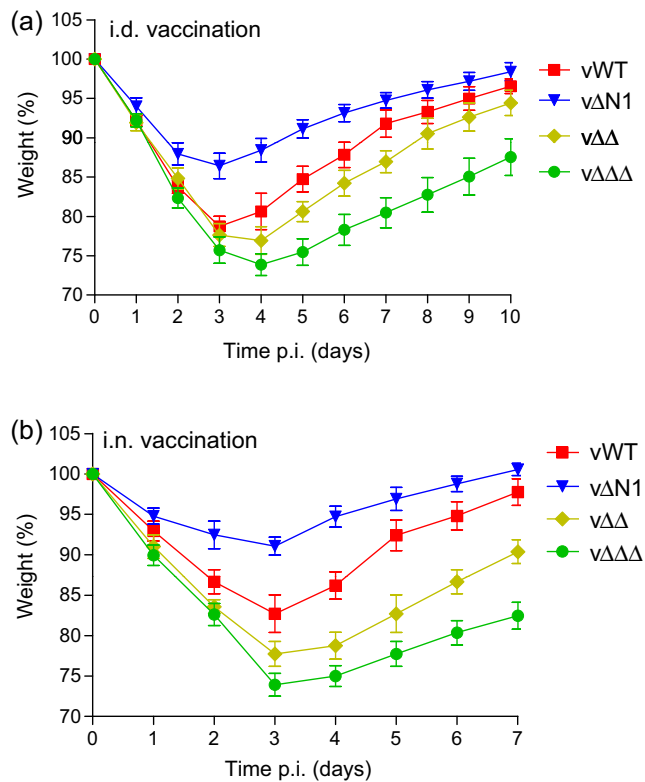 (a)
i.d. vaccination
105
100
95
90
85
80
75
70
Weight (%)
0 1 2 3 4 5 6 7 8 9 10
Time p.i. (days)
vWT
vΔN1
vΔΔ
vΔΔΔ
(b)
i.n. vaccination
105
100
95
90
85
80
75
70
Weight (%)
0 1 2 3 4 5 6 7
Time p.i. (days)
vWT
vΔN1
vΔΔ
vΔΔΔ